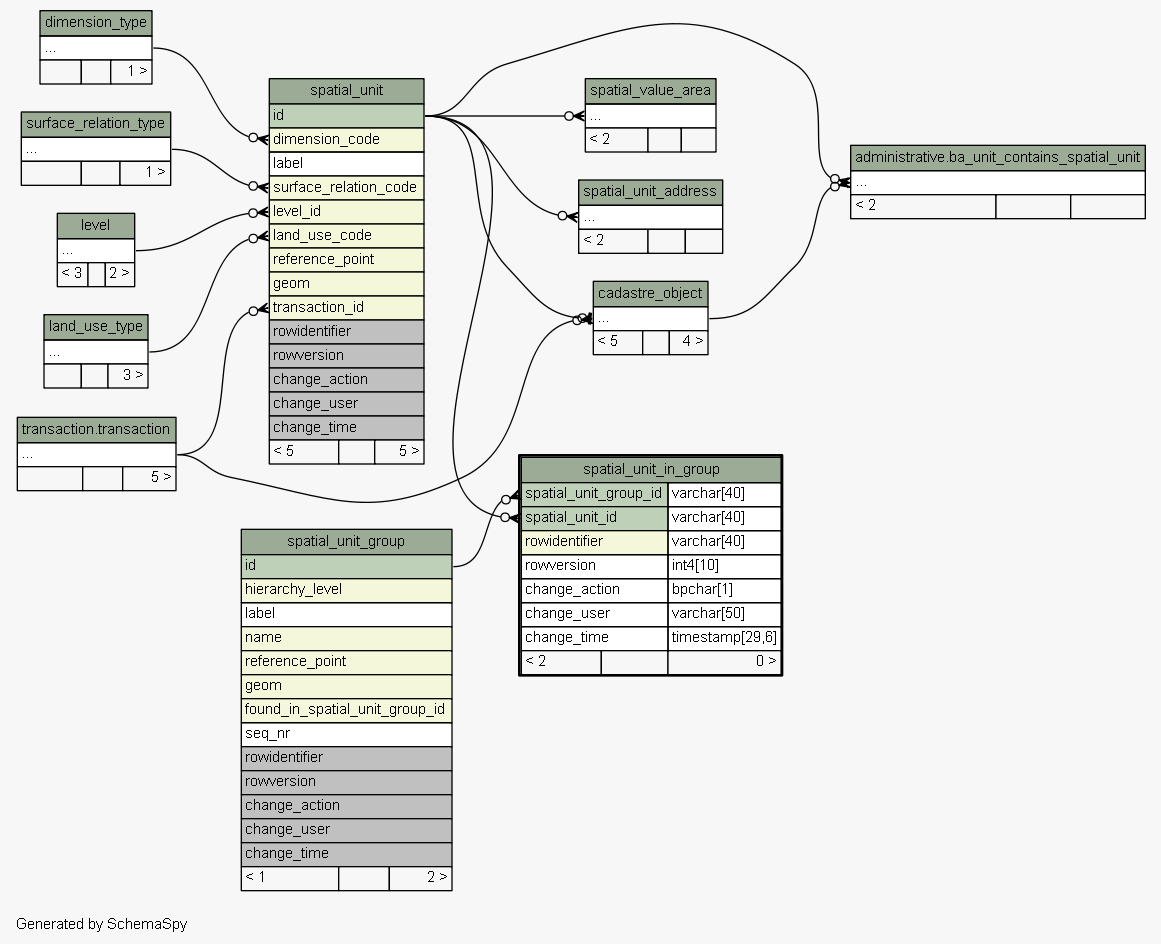 dimension_type
...
1 >
surface_relation_type
...
1 >
level
...
< 3 2 >
land_use_type
...
3 >
transaction.transaction
...
5 >
spatial_unit
id
dimension_code
label
surface_relation_code
level_id
land_use_code
reference_point
geom
transaction_id
rowidentifier
rowversion
change_action
change_user
change_time
< 5 5 >
spatial_value_area
...
< 2
spatial_unit_address
...
< 2
cadastre_object
...
< 5 4 >
administrative.ba_unit_contains_spatial_unit
...
< 2
spatial_unit_in_group
spatial_unit_group_id varchar[40]
spatial_unit_id varchar[40]
rowidentifier varchar[40]
rowversion int4[10]
change_action bpchar[1]
change_user varchar[50]
change_time timestamp[29,6]
< 2 0 >
spatial_unit_group
id
hierarchy_level
label
name
reference_point
geom
found_in_spatial_unit_group_id
seq_nr
rowidentifier
rowversion
change_action
change_user
change_time
< 1 2 >
Generated by SchemaSpy